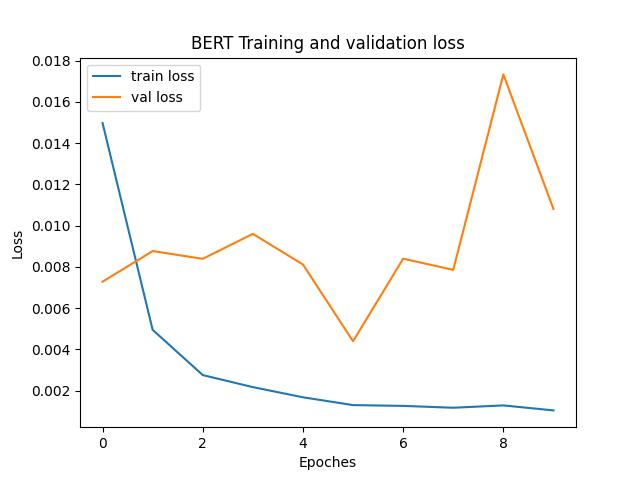 BERT Training and validation loss
train loss
val loss
0.018
0.016
0.014
0.012
0.010
0.008
0.006
0.004
0.002
Loss
0 2 4 6 8
Epoches